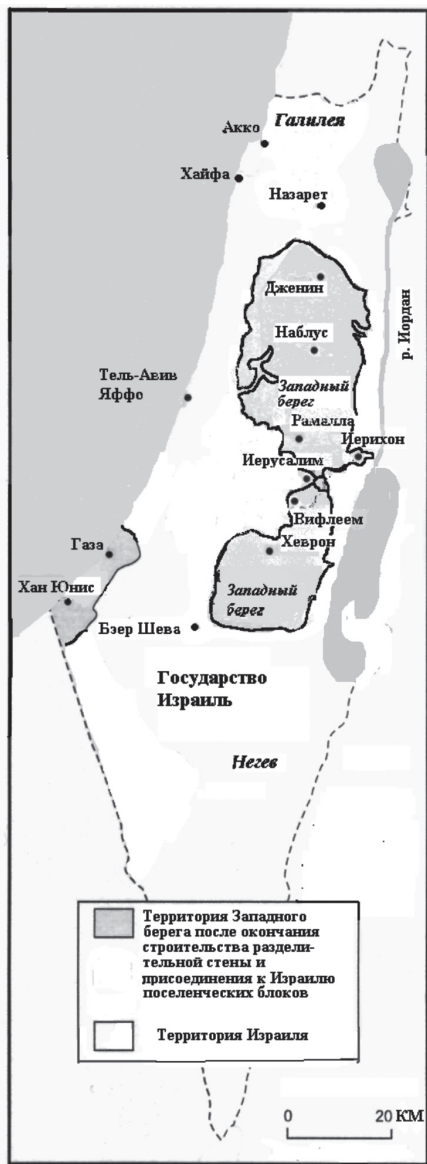 Галилея
Акко
Хайфа
Назарет
Дженин
р. Иордан
Наблус
Тель-Авив
Яффо
Западный
берег
Рамалла
Иерихон
Иерусалим
Вифлеем
Газа
Хеврон
Хан Юнис
Западный
берег
Бэер Шева
Государство
Израиль
Негев
Территория Западного
берега после окончания
строительства раздели-
тельной стены и
присоединения к Израилю
поселенческих блоков
Территория Израиля
0 20 КМ